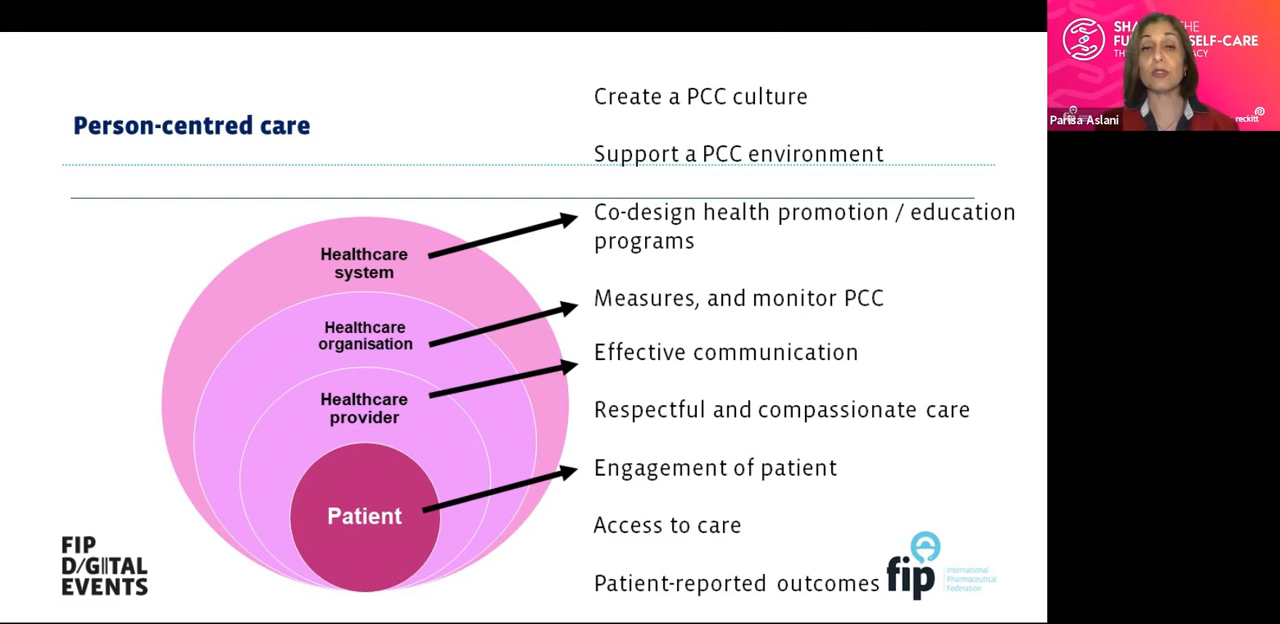 Person-centred care
Create a PCC culture
Support a PCC environment
Co-design health promotion / education
programs
Measures, and monitor PCC
Effective communication
Respectful and compassionate care
Engagement of patient
Access to care
Patient-reported outcomes
Healthcare
system
Healthcare
organisation
Healthcare
provider
Patient
FIP
D/GITAL
EVENTS
fip
International
Pharmaceutical
Federation
SELF-CARE
Parisa Aslani
reckitt